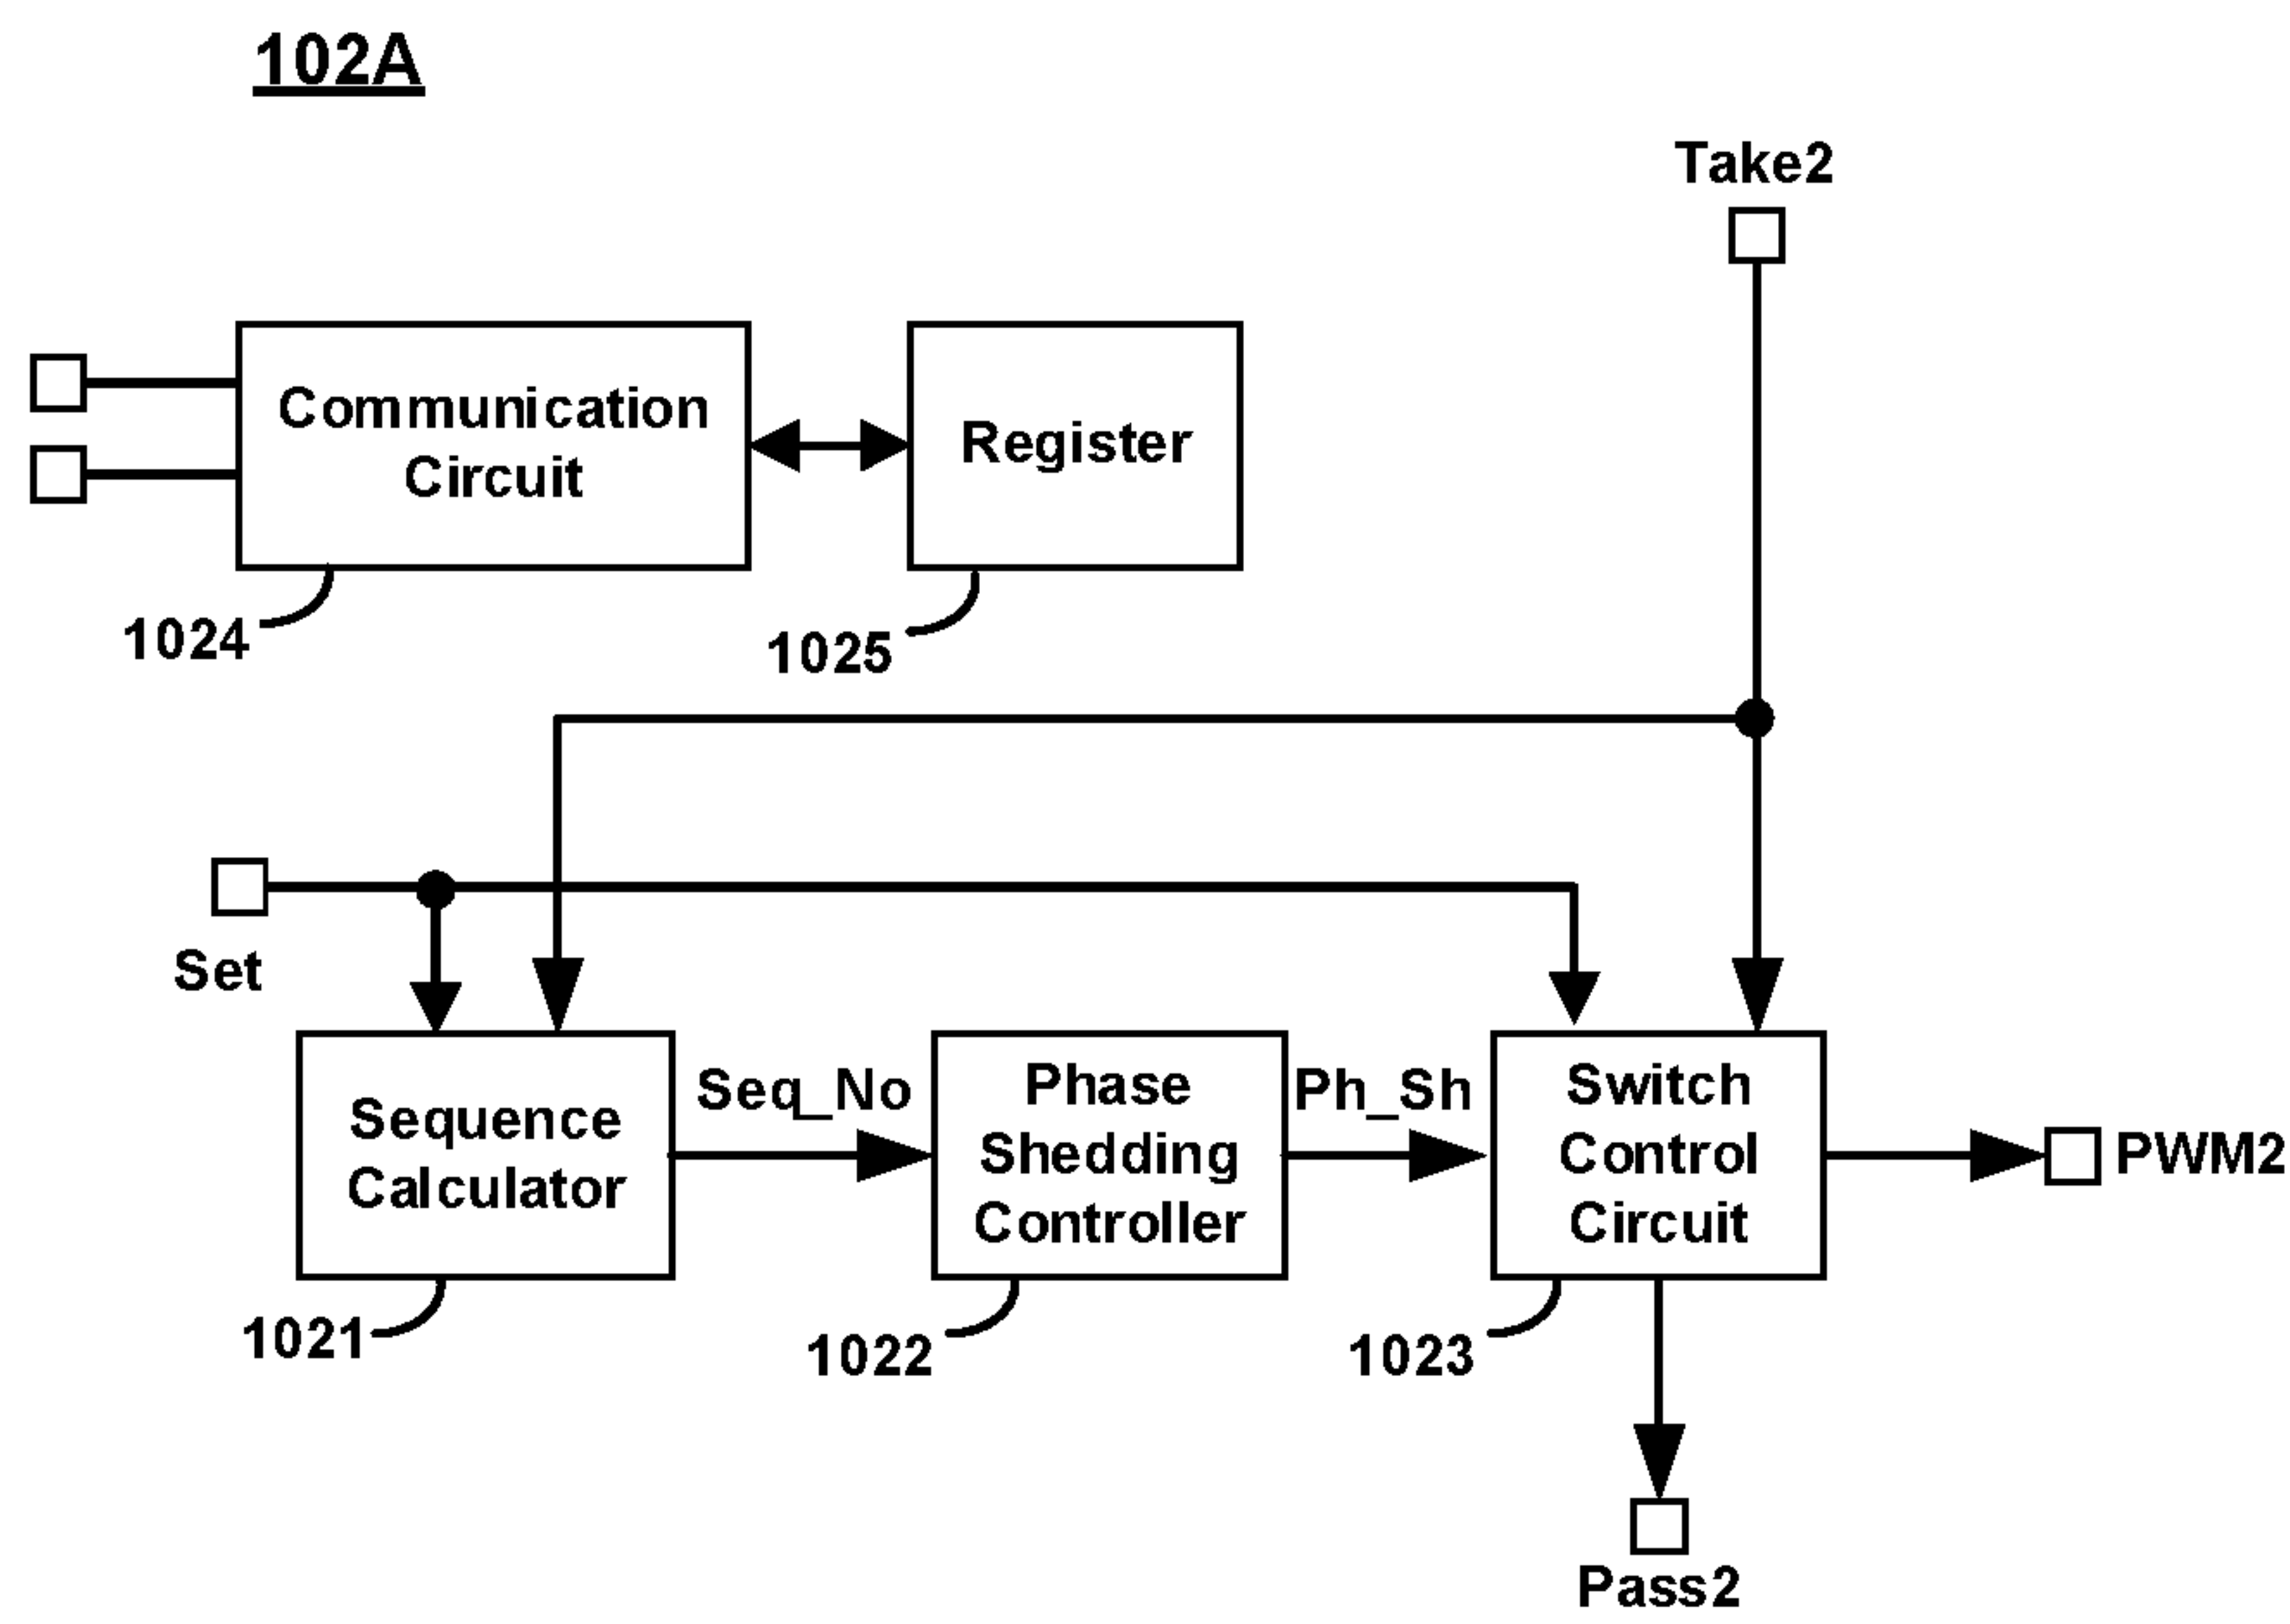 102A
Take2
Communication
Circuit
Register
1024
1025
Set
Sequence
Calculator
Seq_No
Phase
Shedding
Controller
Ph_Sh
Switch
Control
Circuit
PWM2
1021
1022
1023
Pass2